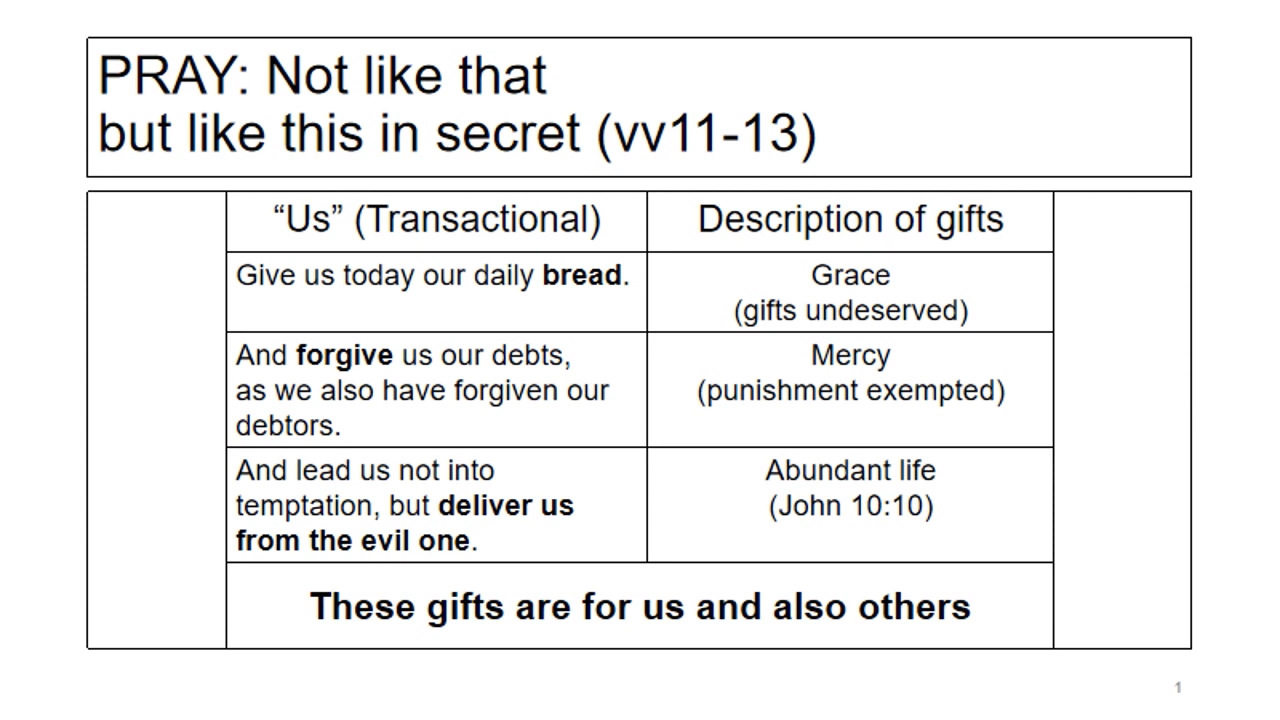 PRAY: Not like that
but like this in secret (vv11-13)
“Us” (Transactional)
Description of gifts
Give us today our daily bread.
Grace
(gifts undeserved)
And forgive us our debts,
as we also have forgiven our
debtors.
Mercy
(punishment exempted)
And lead us not into
temptation, but deliver us
from the evil one.
Abundant life
(John 10:10)
These gifts are for us and also others
1